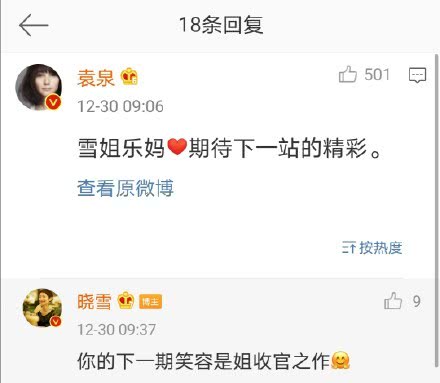 18条回复
袁泉
501
12-30 09:06
雪姐乐妈❤️期待下一站的精彩。
查看原微博
按热度
晓雪 博主
9
12-30 09:37
你的下一期笑容是姐收官之作🤗